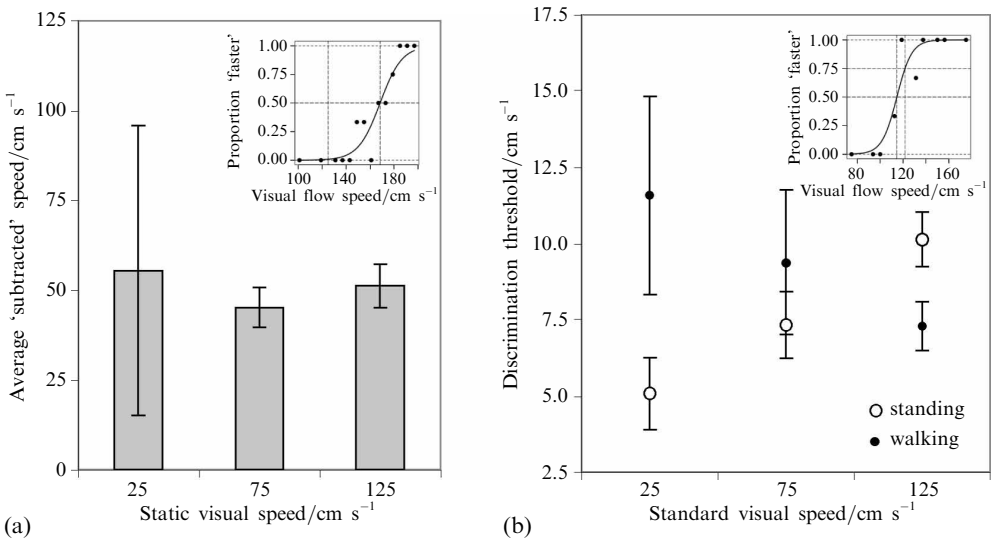 125
100
75
50
25
0
Average ‘subtracted’ speed/cm s⁻¹
1.00
0.75
0.50
0.25
0.00
Proportion ‘faster’
100 140 180
Visual flow speed/cm s⁻¹
25 75 125
Static visual speed/cm s⁻¹
(a)
17.5
15.0
12.5
10.0
7.5
5.0
2.5
Discrimination threshold/cm s⁻¹
1.00
0.75
0.50
0.25
0.00
Proportion ‘faster’
80 120 160
Visual flow speed/cm s⁻¹
standing
walking
25 75 125
Standard visual speed/cm s⁻¹
(b)